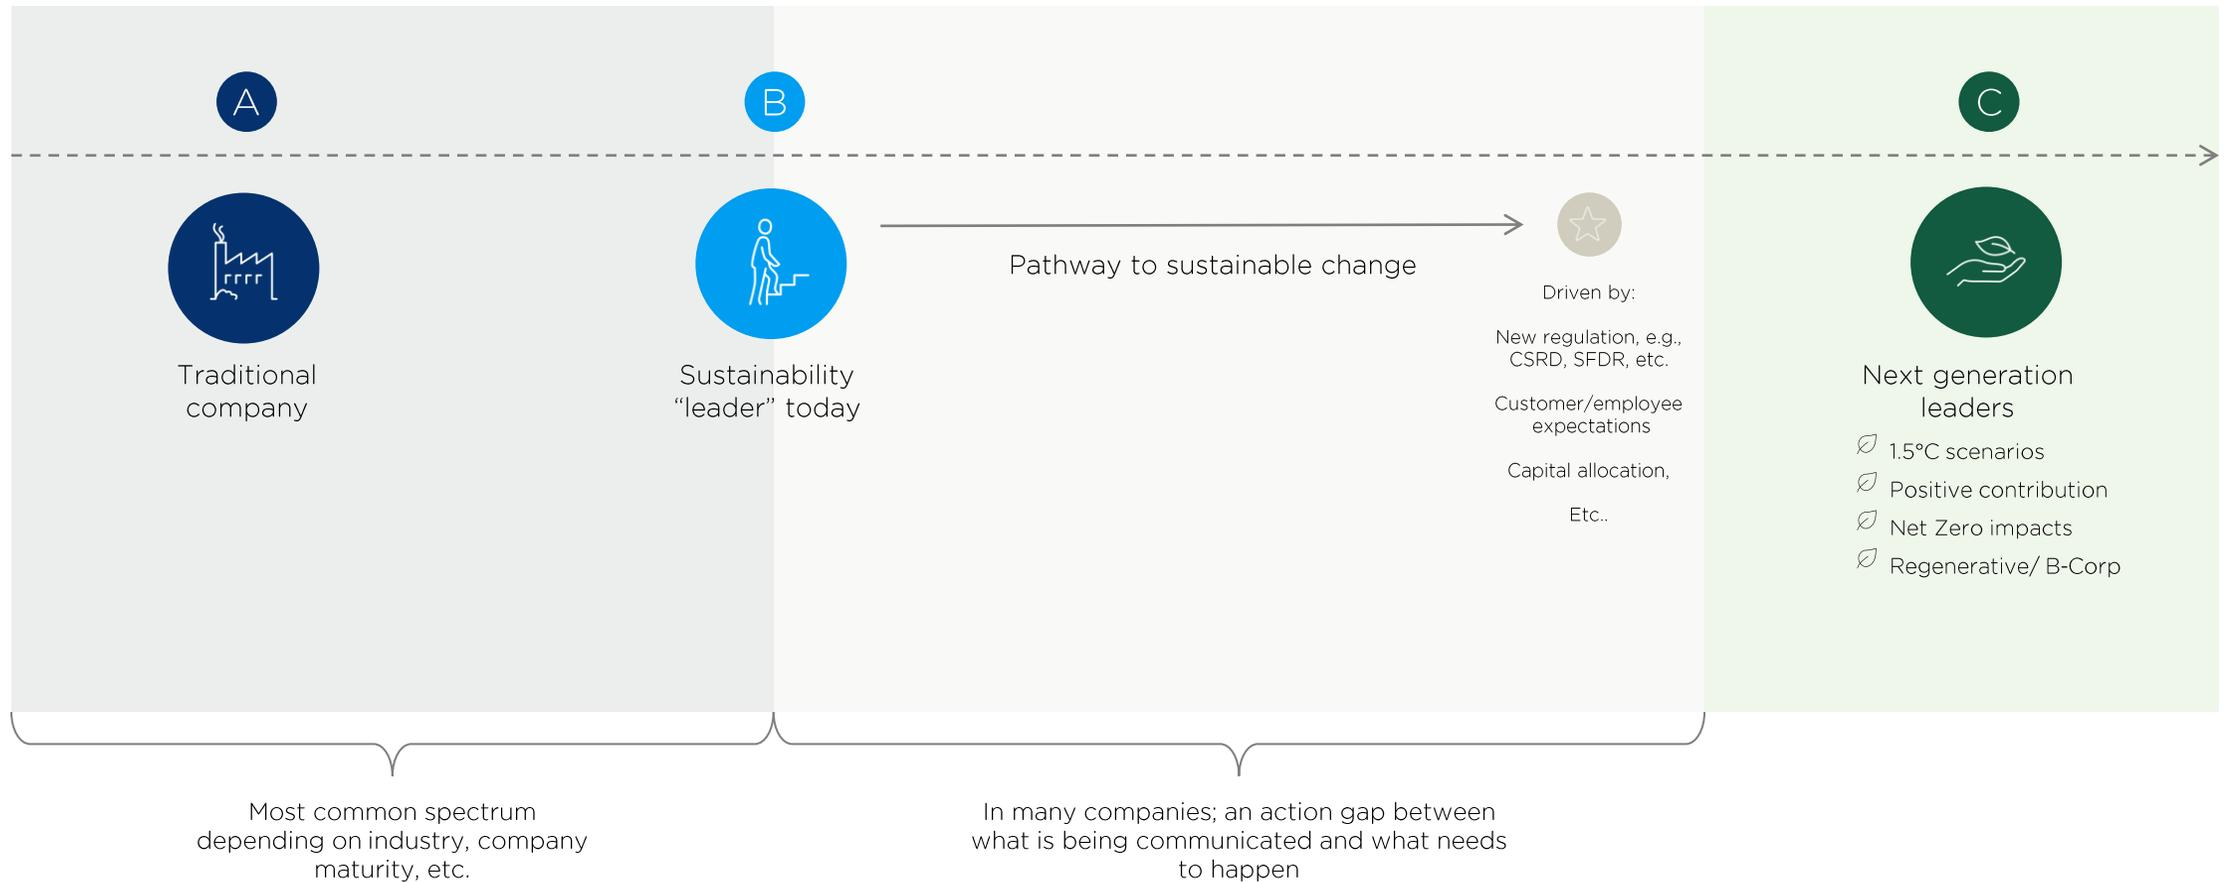 A
B
C
Traditional
company
Sustainability
“leader” today
Pathway to sustainable change
Driven by:
New regulation, e.g.,
CSRD, SFDR, etc.
Customer/employee
expectations
Capital allocation,
Etc..
Next generation
leaders
1.5°C scenarios
Positive contribution
Net Zero impacts
Regenerative/ B-Corp
Most common spectrum
depending on industry, company
maturity, etc.
In many companies; an action gap between
what is being communicated and what needs
to happen